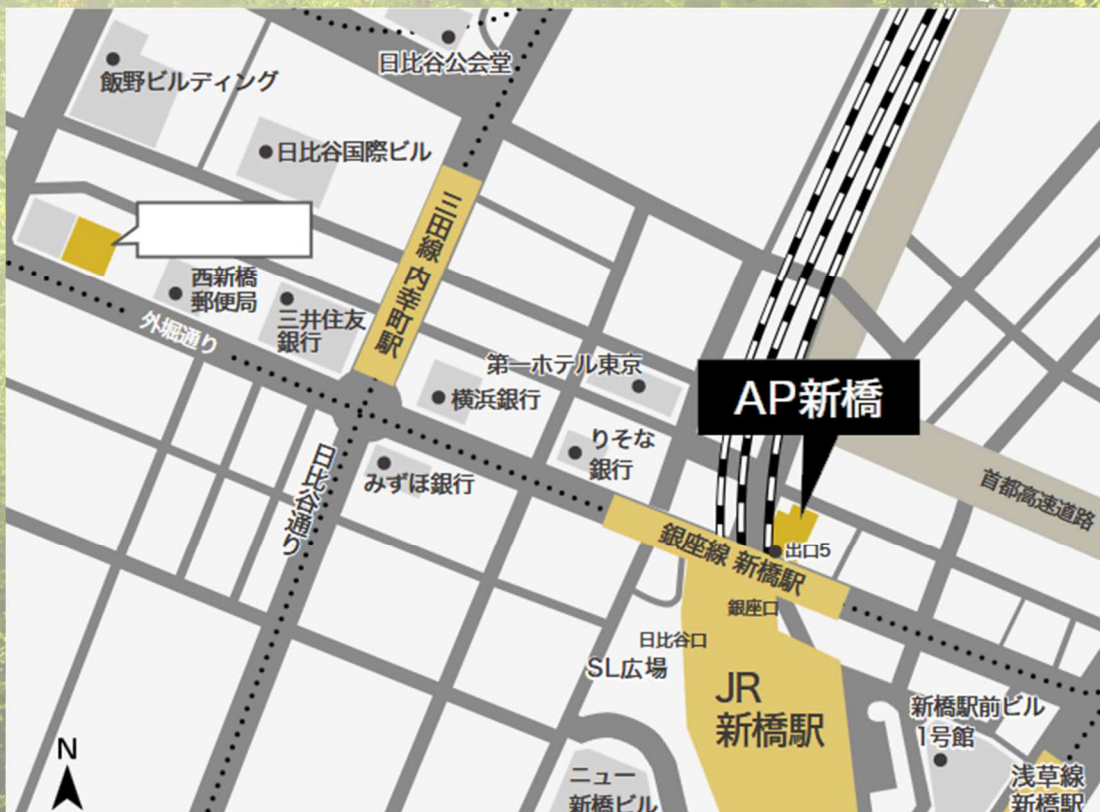 日比谷公会堂
飯野ビルディング
日比谷国際ビル
三田線 内幸町駅
西新橋
郵便局
三井住友
銀行
外堀通り
第一ホテル東京
横浜銀行
AP新橋
りそな
銀行
みずほ銀行
日比谷通り
首都高速道路
銀座線 新橋駅
出口5
銀座口
日比谷口
SL広場
JR
新橋駅
新橋駅前ビル
1号館
N
ニュー
新橋ビル
浅草線
新橋駅